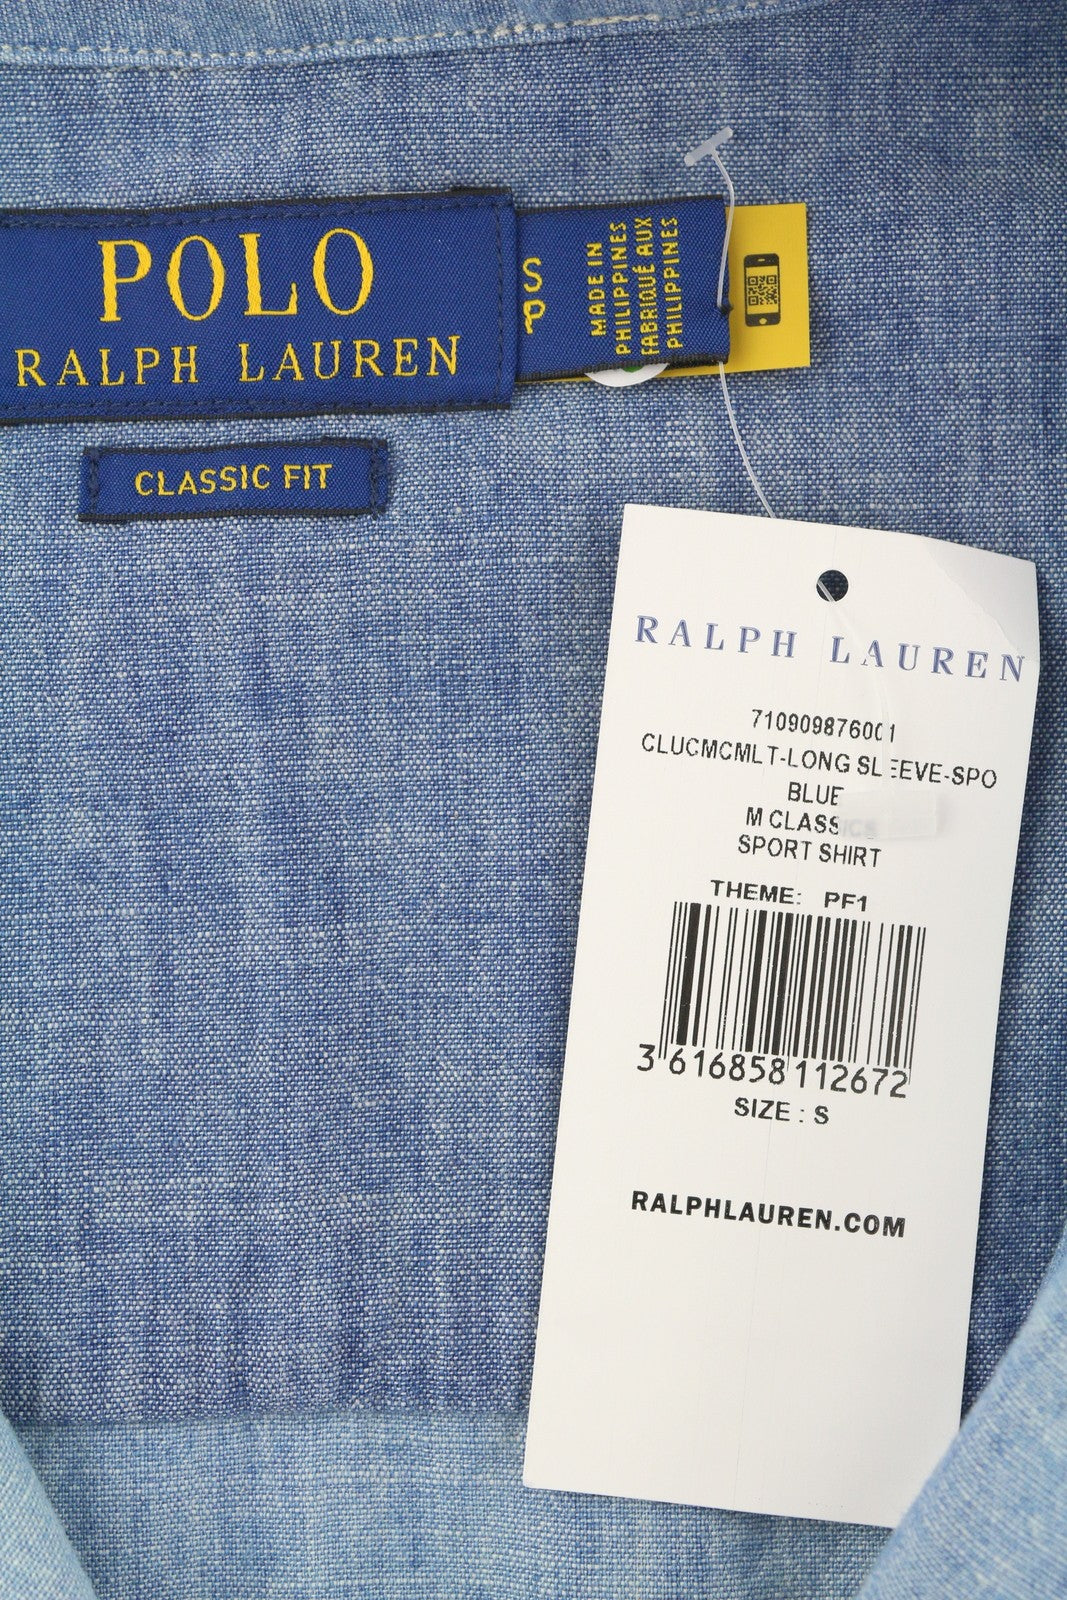 POLO
RALPH LAUREN
S
P
MADE IN
PHILIPPINES
FABRIQUÉ AUX
PHILIPPINES
CLASSIC FIT
RALPH LAUREN
710909876001
CLUCMCMLT-LONG SLEEVE-SPO
BLUE
M CLASSICS
SPORT SHIRT
THEME: PF1
3 616858 112672
SIZE : S
RALPHLAUREN.COM